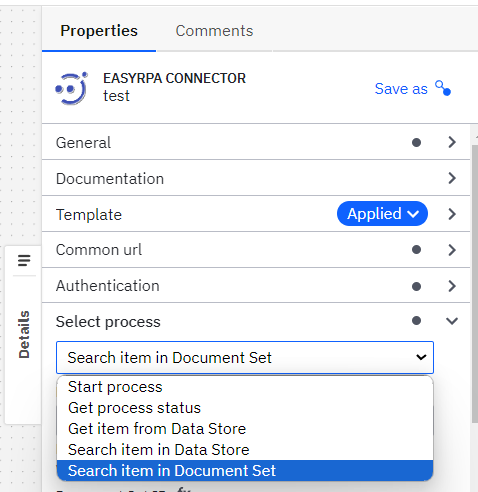 Properties
Comments
EASYRPA CONNECTOR
test
Save as
General
Documentation
Template
Applied
Common url
Authentication
Details
Select process
Search item in Document Set
Start process
Get process status
Get item from Data Store
Search item in Data Store
Search item in Document Set